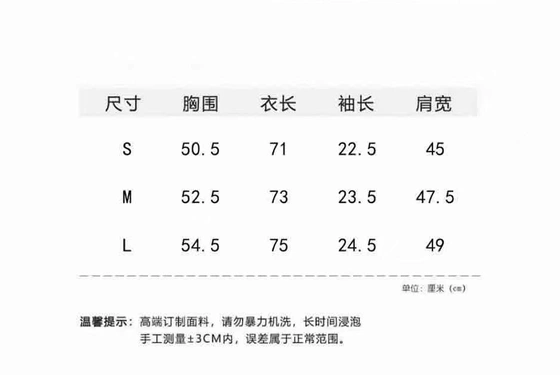 尺寸 胸围 衣长 袖长 肩宽
S 50.5 71 22.5 45
M 52.5 73 23.5 47.5
L 54.5 75 24.5 49
单位: 厘米 (cm)
温馨提示: 高端订制面料，请勿暴力机洗，长时间浸泡
手工测量±3CM内，误差属于正常范围。